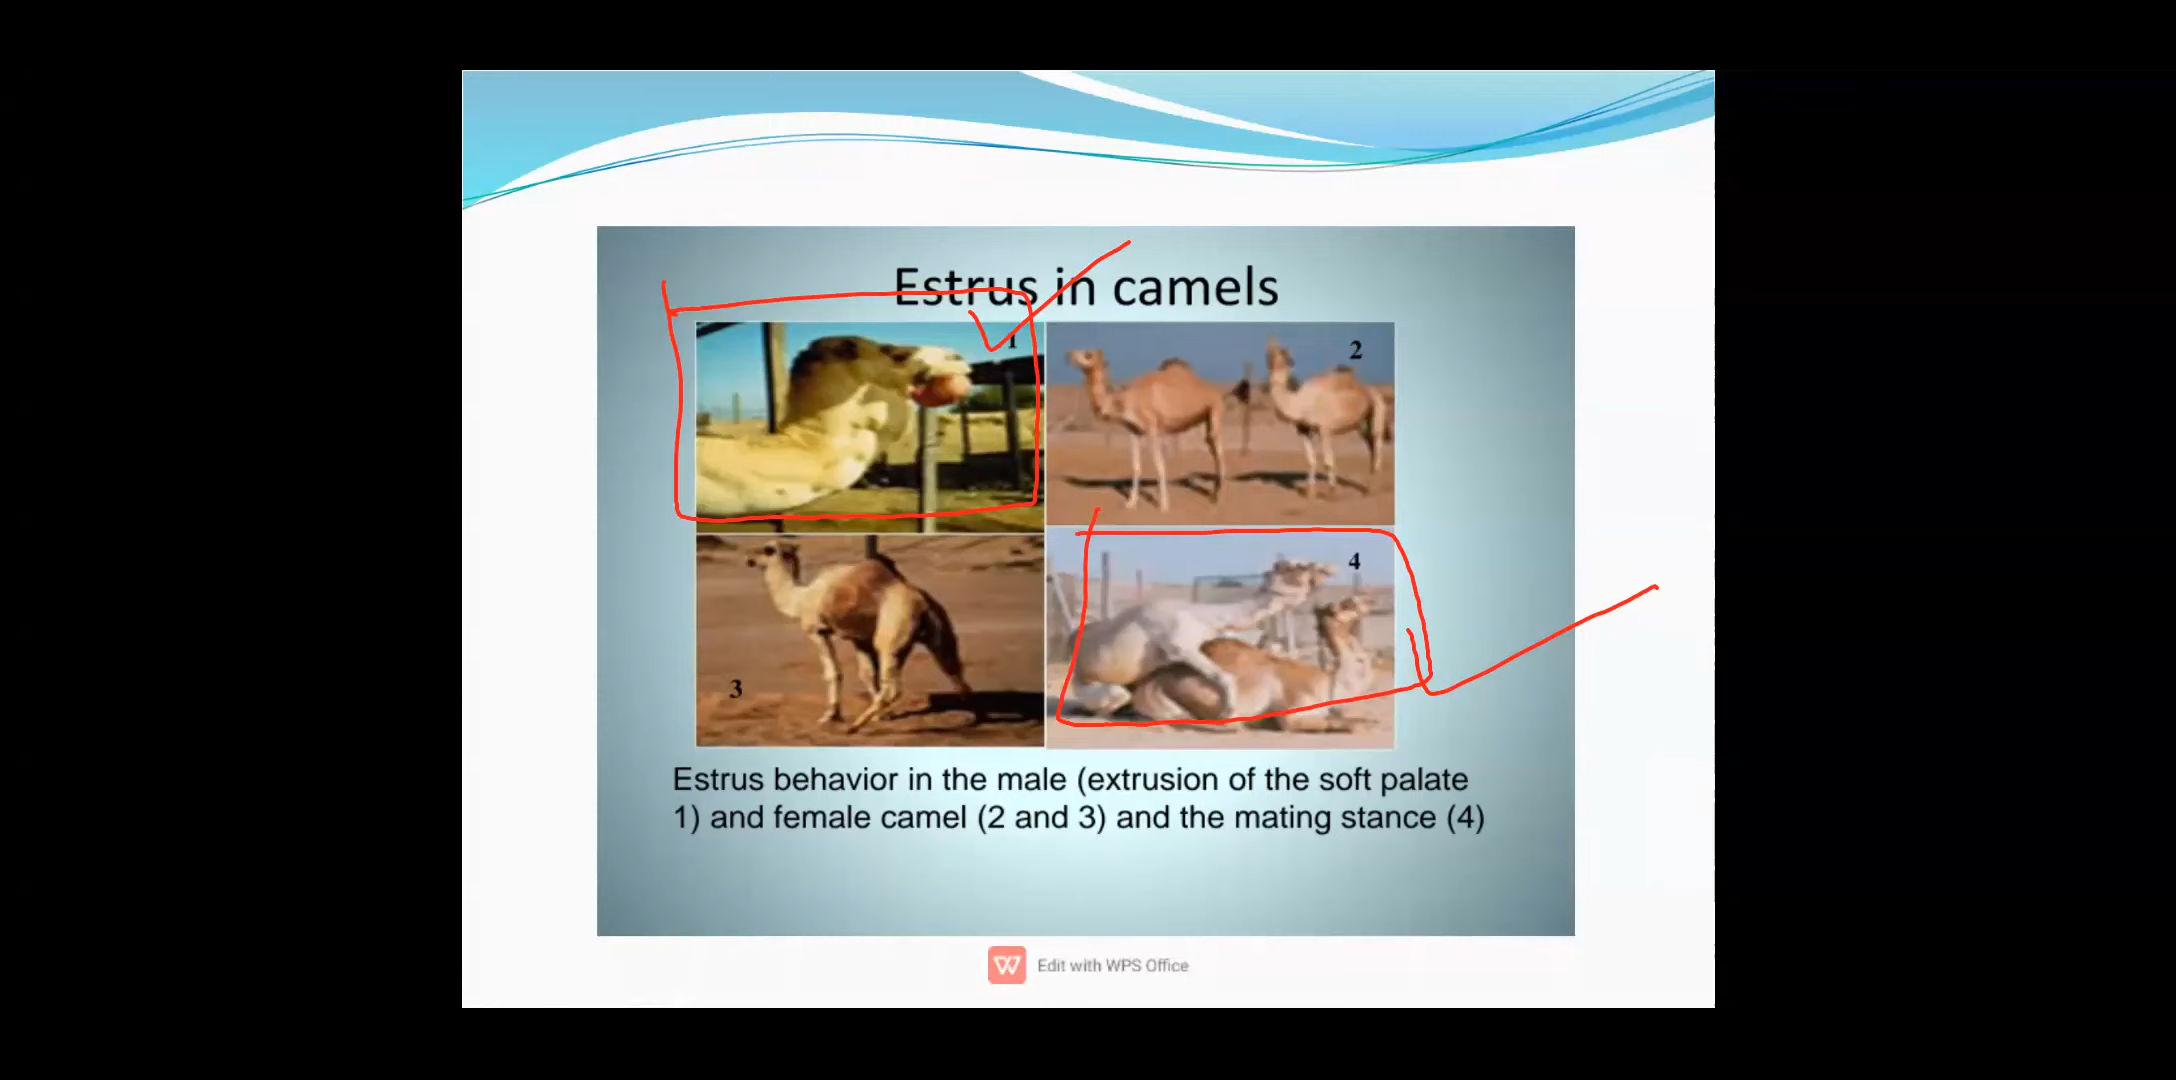 Estrus in camels
1
2
3
4
Estrus behavior in the male (extrusion of the soft palate
1) and female camel (2 and 3) and the mating stance (4)
Edit with WPS Office